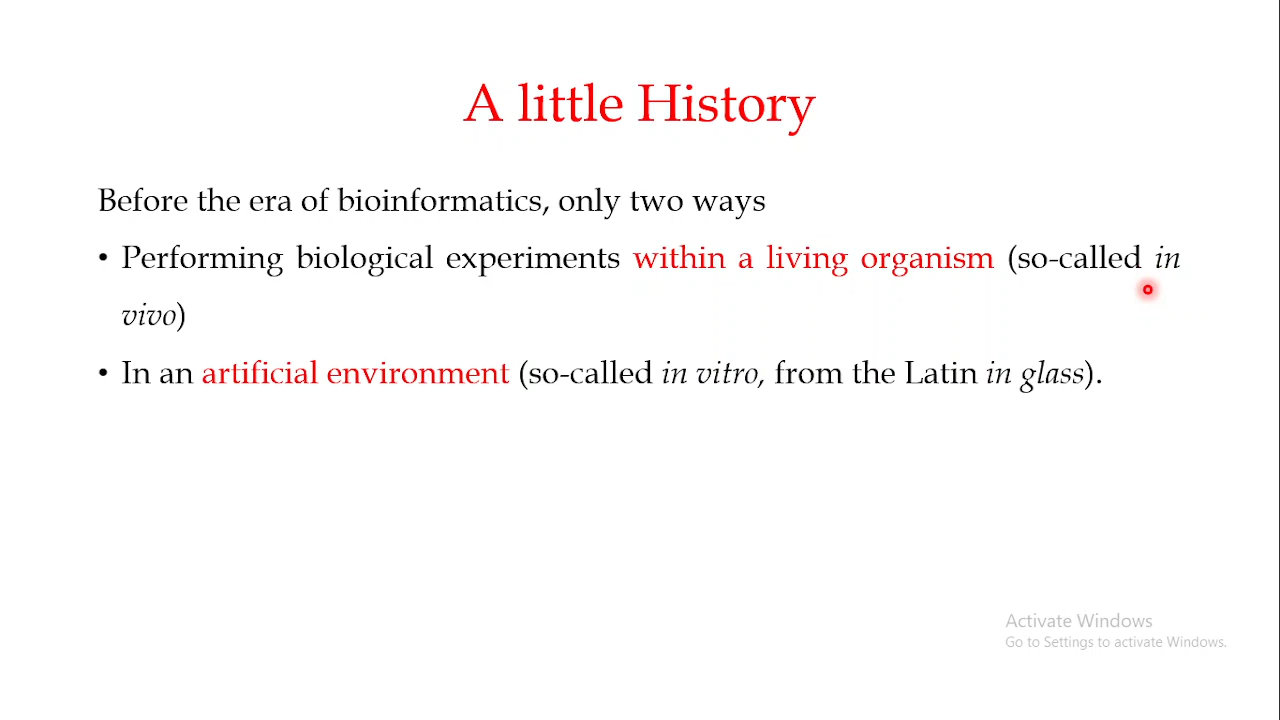 A little History
Before the era of bioinformatics, only two ways
• Performing biological experiments within a living organism (so-called in
vivo)
• In an artificial environment (so-called in vitro, from the Latin in glass).
Activate Windows
Go to Settings to activate Windows.